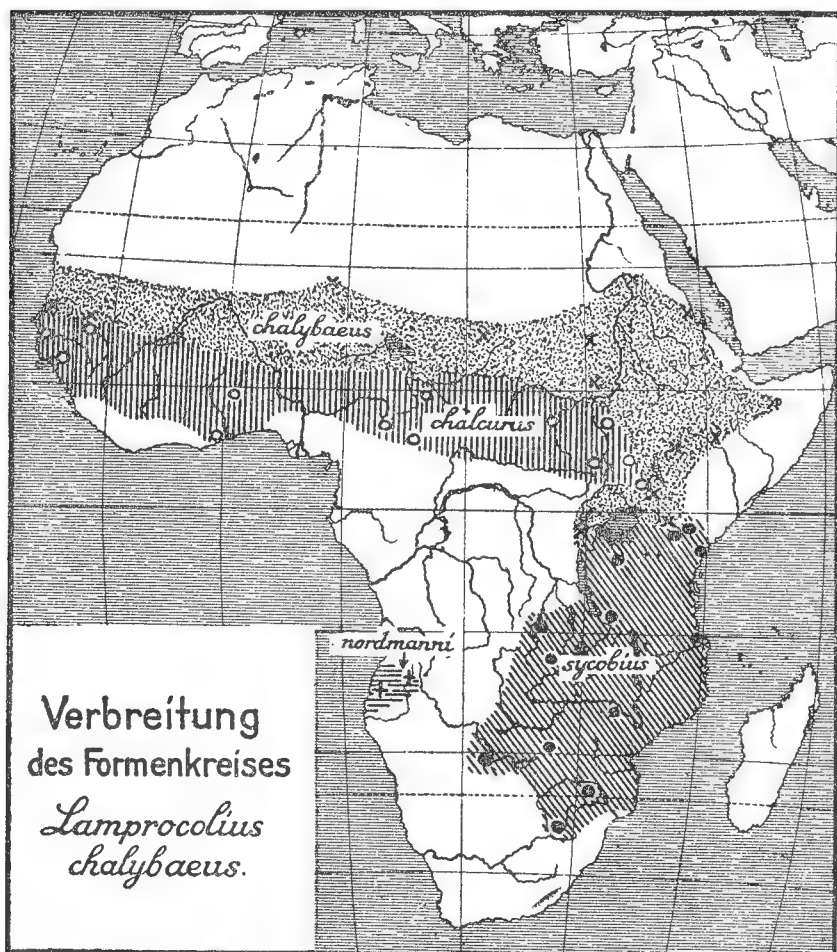 chalybaeus
chalcurus
nordmanni
sycobius
Verbreitung
des Formenkreises
Lamprocolius
chalybaeus.